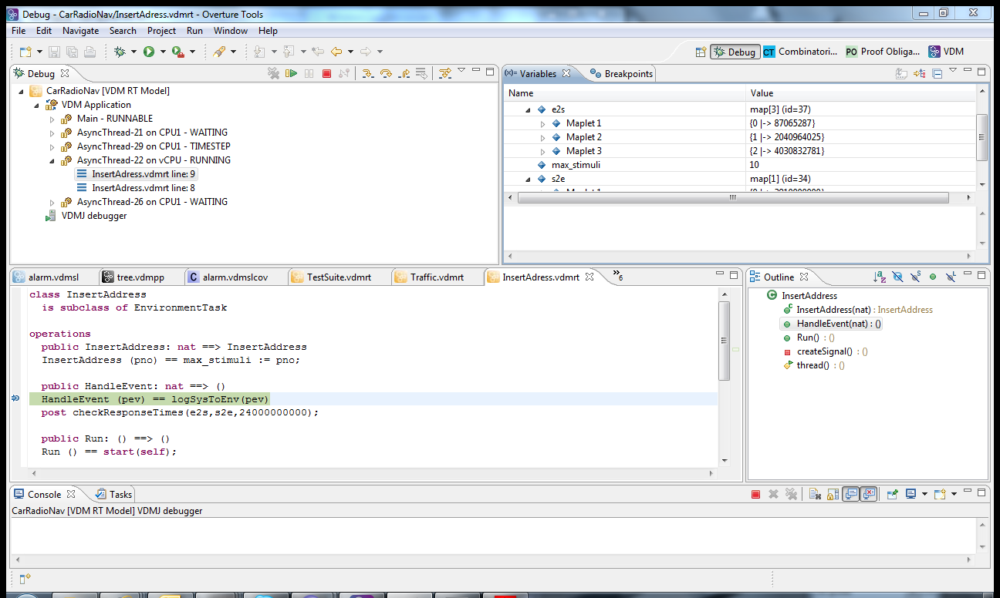 Debug - CarRadioNav/InsertAdress.vdmrt - Overture Tools
File Edit Navigate Search Project Run Window Help
Debug Combinatori... Proof Obliga... VDM
Debug
CarRadioNav [VDM RT Model]
VDM Application
Main - RUNNABLE
AsyncThread-21 on CPU1 - WAITING
AsyncThread-29 on CPU1 - TIMESTEP
AsyncThread-22 on vCPU - RUNNING
InsertAdress.vdmrt line: 9
InsertAdress.vdmrt line: 8
AsyncThread-26 on CPU1 - WAITING
VDMJ debugger
(x)= Variables Breakpoints
Name Value
e2s map[3] (id=37)
Maplet 1 {0 |-> 87065287}
Maplet 2 {1 |-> 2040964025}
Maplet 3 {2 |-> 4030832781}
max_stimuli 10
s2e map[1] (id=34)
alarm.vdmsl tree.vdmpp alarm.vdmslcov TestSuite.vdmrt Traffic.vdmrt InsertAdress.vdmrt »6
class InsertAddress
is subclass of EnvironmentTask
operations
public InsertAddress: nat ==> InsertAddress
InsertAddress (pno) == max_stimuli := pno;
public HandleEvent: nat ==> ()
HandleEvent (pev) == logSysToEnv(pev)
post checkResponseTimes(e2s,s2e,24000000000);
public Run: () ==> ()
Run () == start(self);
Outline
InsertAddress
InsertAddress(nat) : InsertAddress
HandleEvent(nat) : ()
Run() : ()
createSignal() : ()
thread() : ()
Console Tasks
CarRadioNav [VDM RT Model] VDMJ debugger